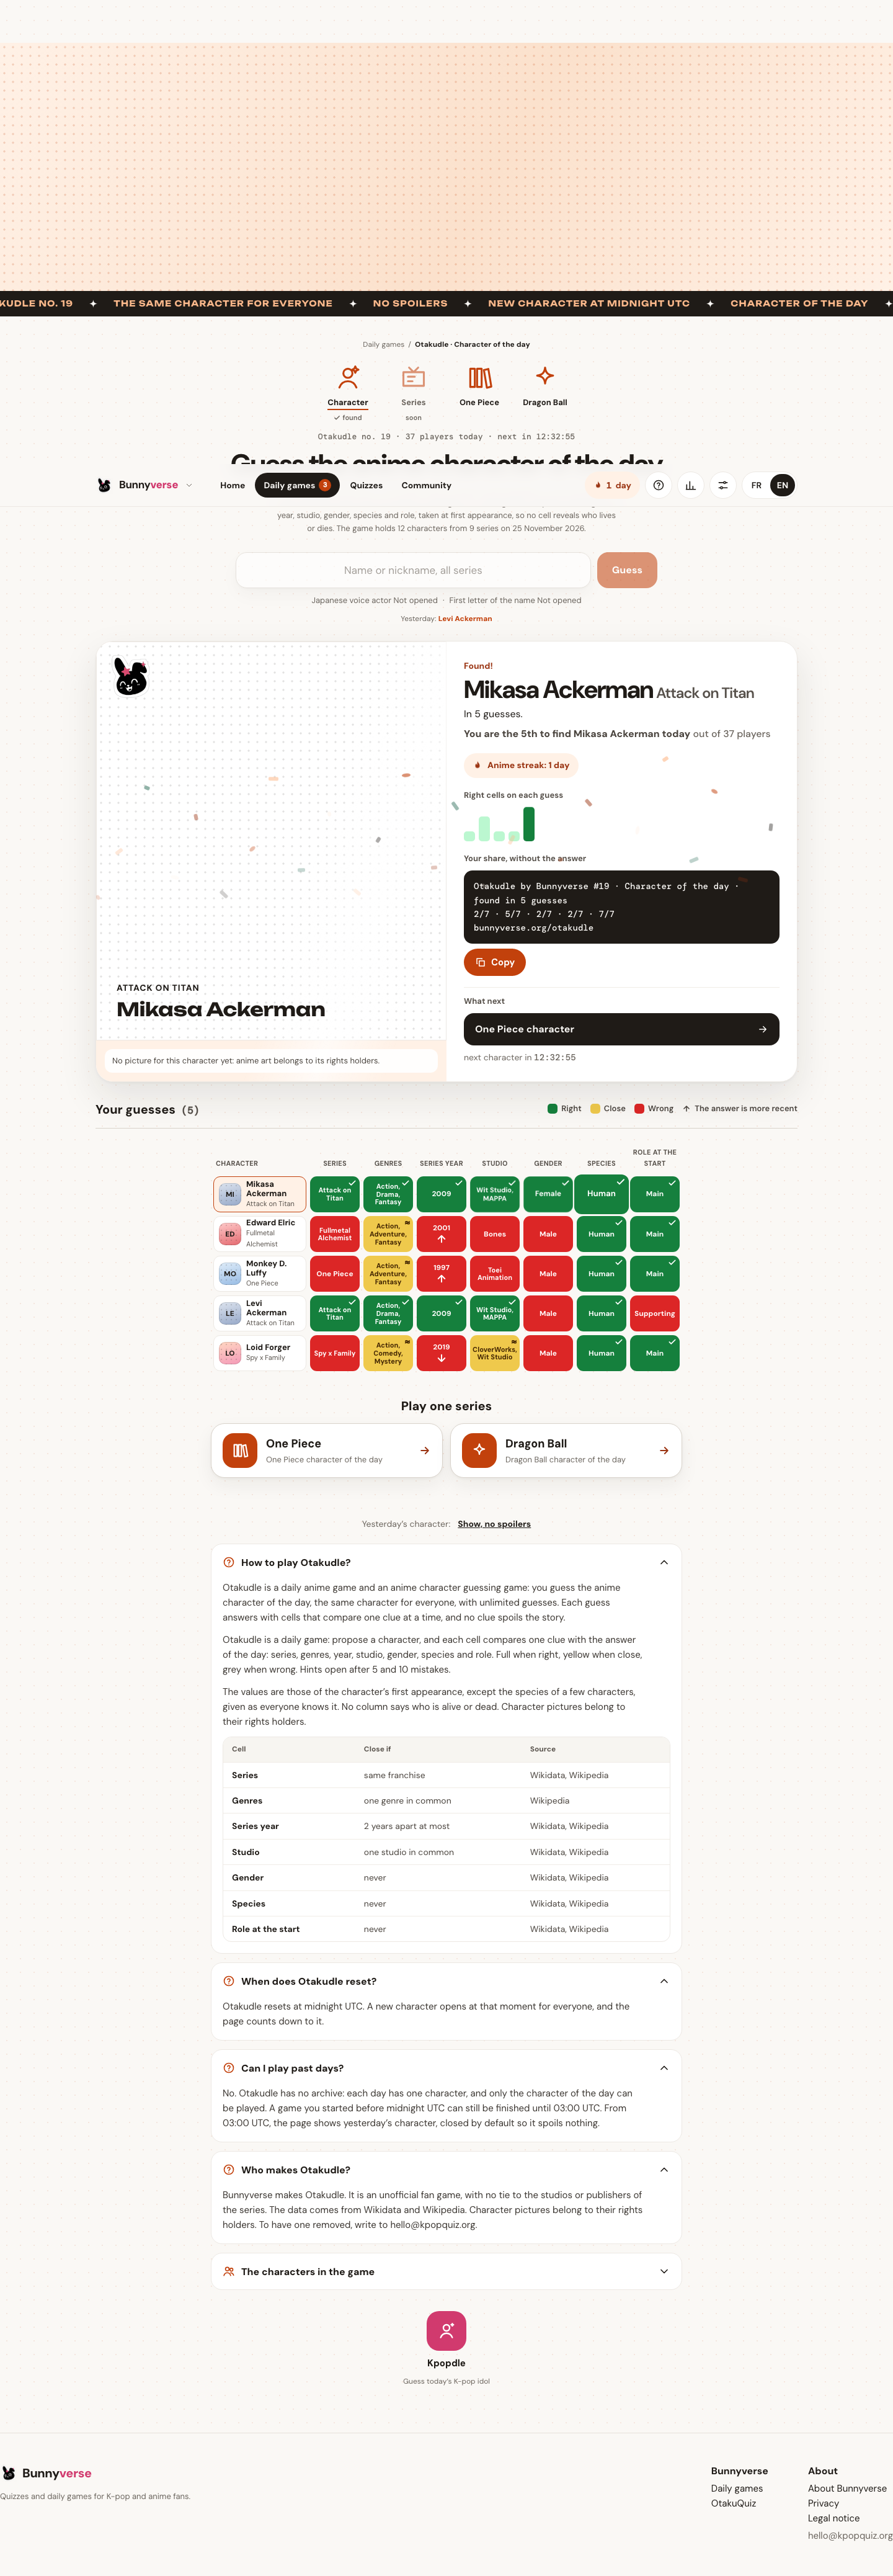 KUDLE NO. 19 ✦ THE SAME CHARACTER FOR EVERYONE ✦ NO SPOILERS ✦ NEW CHARACTER AT MIDNIGHT UTC ✦ CHARACTER OF THE DAY ✦
Daily games / Otakudle · Character of the day
Character
Series
One Piece
Dragon Ball
✓ found
soon
Otakudle no. 19 · 37 players today · next in 12:32:55
Guess the anime character of the day
Bunnyverse
Home
Daily games 3
Quizzes
Community
1 day
FR
EN
year, studio, gender, species and role, taken at first appearance, so no cell reveals who lives
or dies. The game holds 12 characters from 9 series on 25 November 2026.
Name or nickname, all series
Guess
Japanese voice actor Not opened · First letter of the name Not opened
Yesterday: Levi Ackerman
ATTACK ON TITAN
Mikasa Ackerman
No picture for this character yet: anime art belongs to its rights holders.
Found!
Mikasa Ackerman Attack on Titan
In 5 guesses.
You are the 5th to find Mikasa Ackerman today out of 37 players
Anime streak: 1 day
Right cells on each guess
Your share, without the answer
Otakudle by Bunnyverse #19 · Character of the day ·
found in 5 guesses
2/7 · 5/7 · 2/7 · 2/7 · 7/7
bunnyverse.org/otakudle
Copy
What next
One Piece character →
next character in 12:32:55
Your guesses (5)
Right
Close
Wrong
↑ The answer is more recent
CHARACTER
SERIES
GENRES
SERIES YEAR
STUDIO
GENDER
SPECIES
ROLE AT THE
START
MI
Mikasa
Ackerman
Attack on Titan
Attack on
Titan
Action,
Drama,
Fantasy
2009
Wit Studio,
MAPPA
Female
Human
Main
ED
Edward Elric
Fullmetal
Alchemist
Fullmetal
Alchemist
Action,
Adventure,
Fantasy
2001
↑
Bones
Male
Human
Main
MO
Monkey D.
Luffy
One Piece
One Piece
Action,
Adventure,
Fantasy
1997
↑
Toei
Animation
Male
Human
Main
LE
Levi
Ackerman
Attack on Titan
Attack on
Titan
Action,
Drama,
Fantasy
2009
Wit Studio,
MAPPA
Male
Human
Supporting
LO
Loid Forger
Spy x Family
Spy x Family
Action,
Comedy,
Mystery
2019
↓
CloverWorks,
Wit Studio
Male
Human
Main
Play one series
One Piece
One Piece character of the day
→
Dragon Ball
Dragon Ball character of the day
→
Yesterday's character: Show, no spoilers
How to play Otakudle?
Otakudle is a daily anime game and an anime character guessing game: you guess the anime
character of the day, the same character for everyone, with unlimited guesses. Each guess
answers with cells that compare one clue at a time, and no clue spoils the story.
Otakudle is a daily game: propose a character, and each cell compares one clue with the answer
of the day: series, genres, year, studio, gender, species and role. Full when right, yellow when close,
grey when wrong. Hints open after 5 and 10 mistakes.
The values are those of the character's first appearance, except the species of a few characters,
given as everyone knows it. No column says who is alive or dead. Character pictures belong to
their rights holders.
Cell Close if Source
Series same franchise Wikidata, Wikipedia
Genres one genre in common Wikipedia
Series year 2 years apart at most Wikidata, Wikipedia
Studio one studio in common Wikidata, Wikipedia
Gender never Wikidata, Wikipedia
Species never Wikidata, Wikipedia
Role at the start never Wikidata, Wikipedia
When does Otakudle reset?
Otakudle resets at midnight UTC. A new character opens at that moment for everyone, and the
page counts down to it.
Can I play past days?
No. Otakudle has no archive: each day has one character, and only the character of the day can
be played. A game you started before midnight UTC can still be finished until 03:00 UTC. From
03:00 UTC, the page shows yesterday's character, closed by default so it spoils nothing.
Who makes Otakudle?
Bunnyverse makes Otakudle. It is an unofficial fan game, with no tie to the studios or publishers of
the series. The data comes from Wikidata and Wikipedia. Character pictures belong to their rights
holders. To have one removed, write to hello@kpopquiz.org.
The characters in the game
Kpopdle
Guess today's K-pop idol
Bunnyverse
Quizzes and daily games for K-pop and anime fans.
Bunnyverse
Daily games
OtakuQuiz
About
About Bunnyverse
Privacy
Legal notice
hello@kpopquiz.org